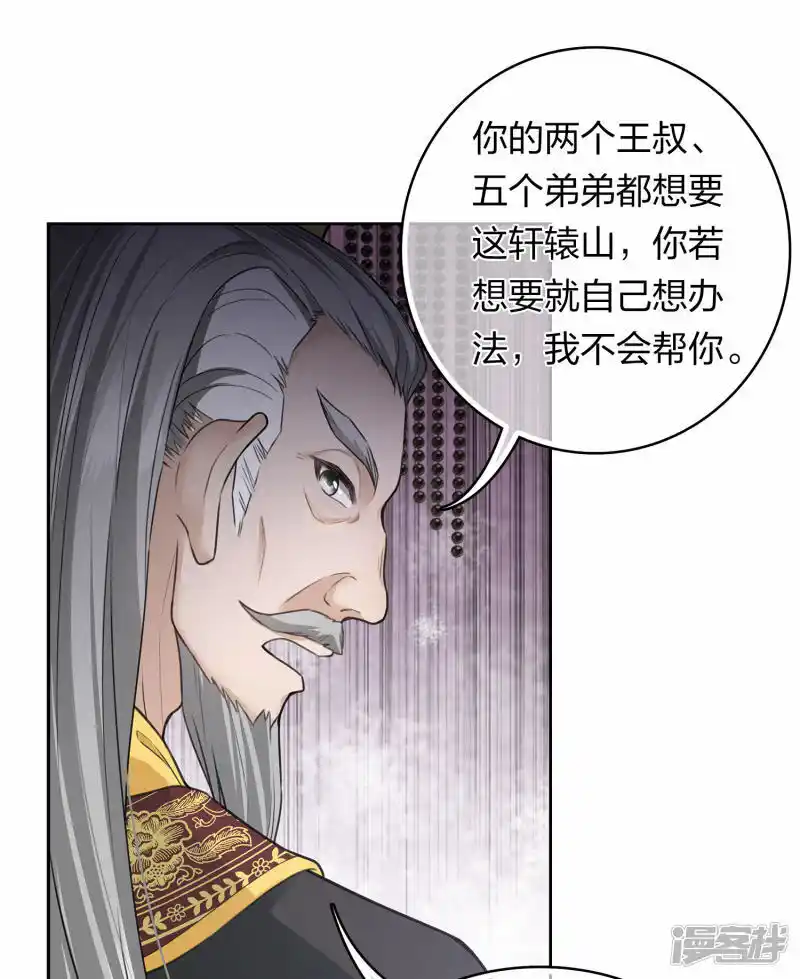 你的两个王叔、
五个弟弟都想要
这轩辕山，你若
想要就自己想办
法，我不会帮你。
漫客栈